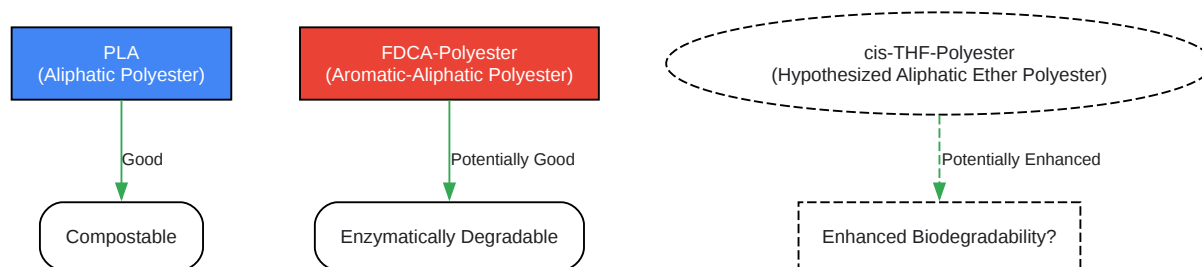 PLA
(Aliphatic Polyester)
FDCA-Polyester
(Aromatic-Aliphatic Polyester)
cis-THF-Polyester
(Hypothesized Aliphatic Ether Polyester)
Good
Potentially Good
Potentially Enhanced
Compostable
Enzymatically Degradable
Enhanced Biodegradability?